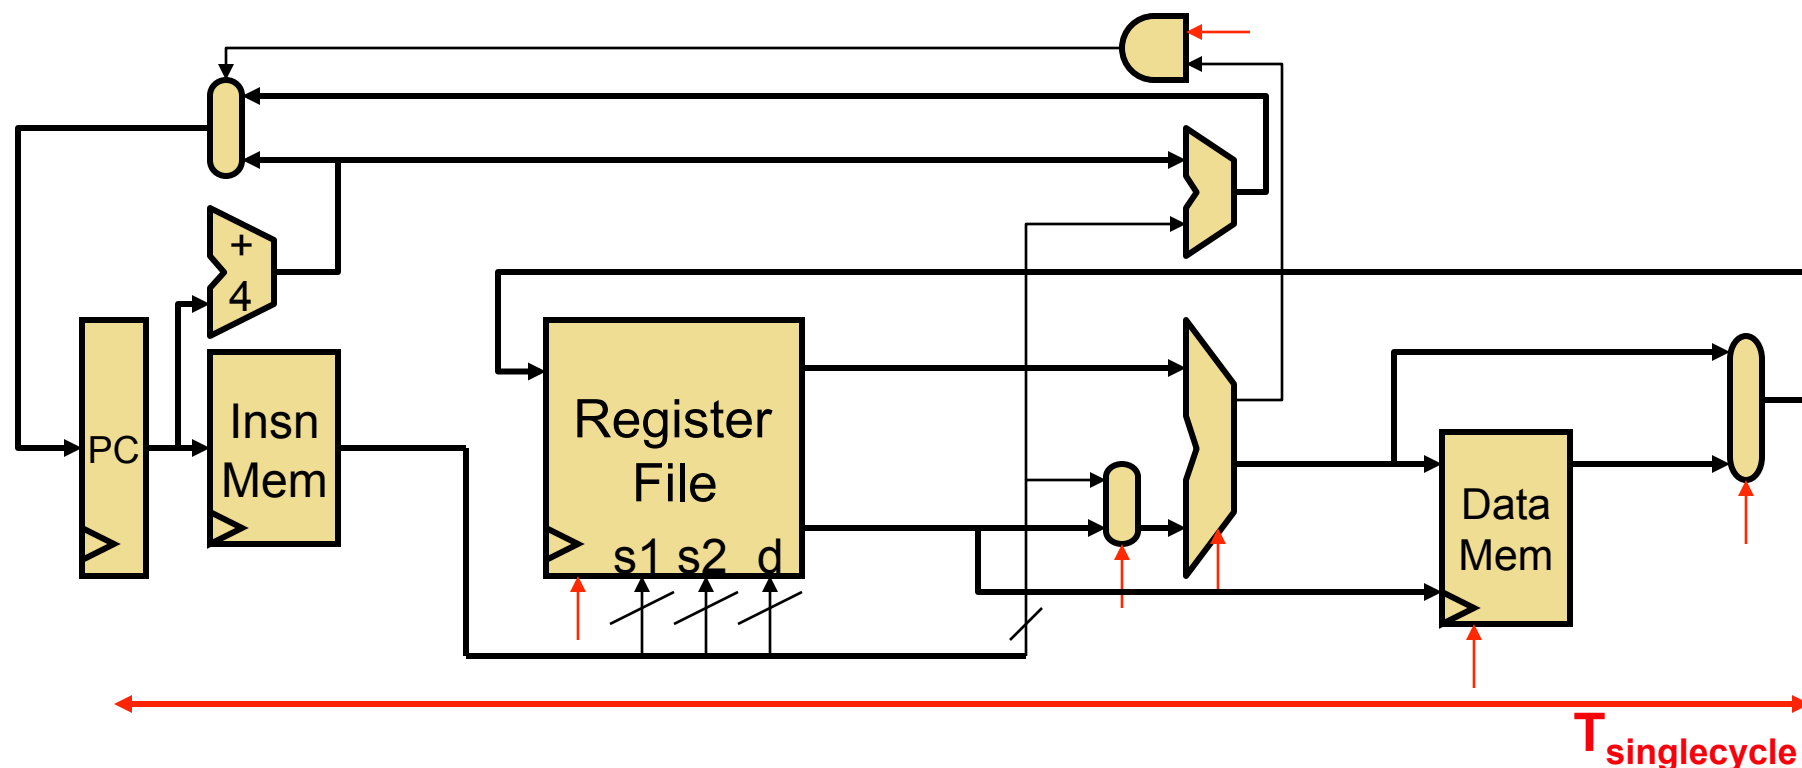 +
4
PC
Insn
Mem
Register
File
s1 s2 d
Data
Mem
Tsinglecycle